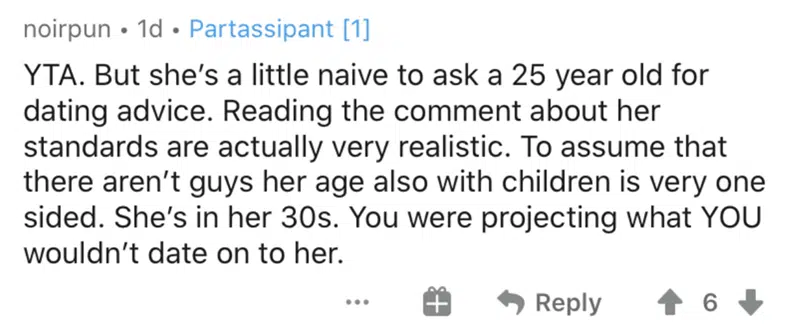 noirpun • 1d • Partassipant [1]
YTA. But she's a little naive to ask a 25 year old for
dating advice. Reading the comment about her
standards are actually very realistic. To assume that
there aren't guys her age also with children is very one
sided. She's in her 30s. You were projecting what YOU
wouldn't date on to her.
... Reply 6